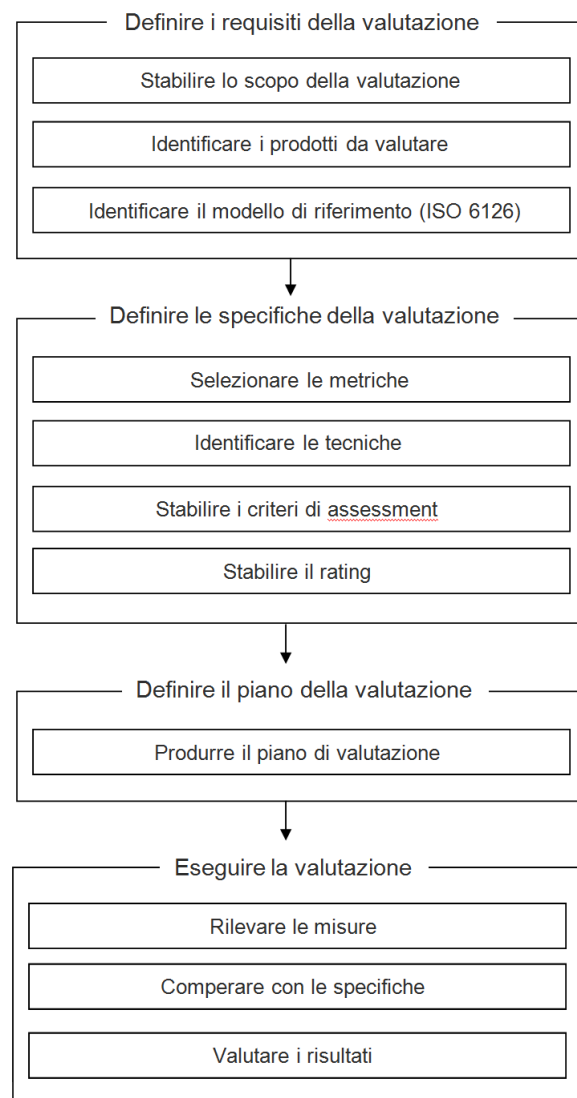 Definire i requisiti della valutazione
Stabilire lo scopo della valutazione
Identificare i prodotti da valutare
Identificare il modello di riferimento (ISO 6126)
Definire le specifiche della valutazione
Selezionare le metriche
Identificare le tecniche
Stabilire i criteri di assessment
Stabilire il rating
Definire il piano della valutazione
Produrre il piano di valutazione
Eseguire la valutazione
Rilevare le misure
Comperare con le specifiche
Valutare i risultati